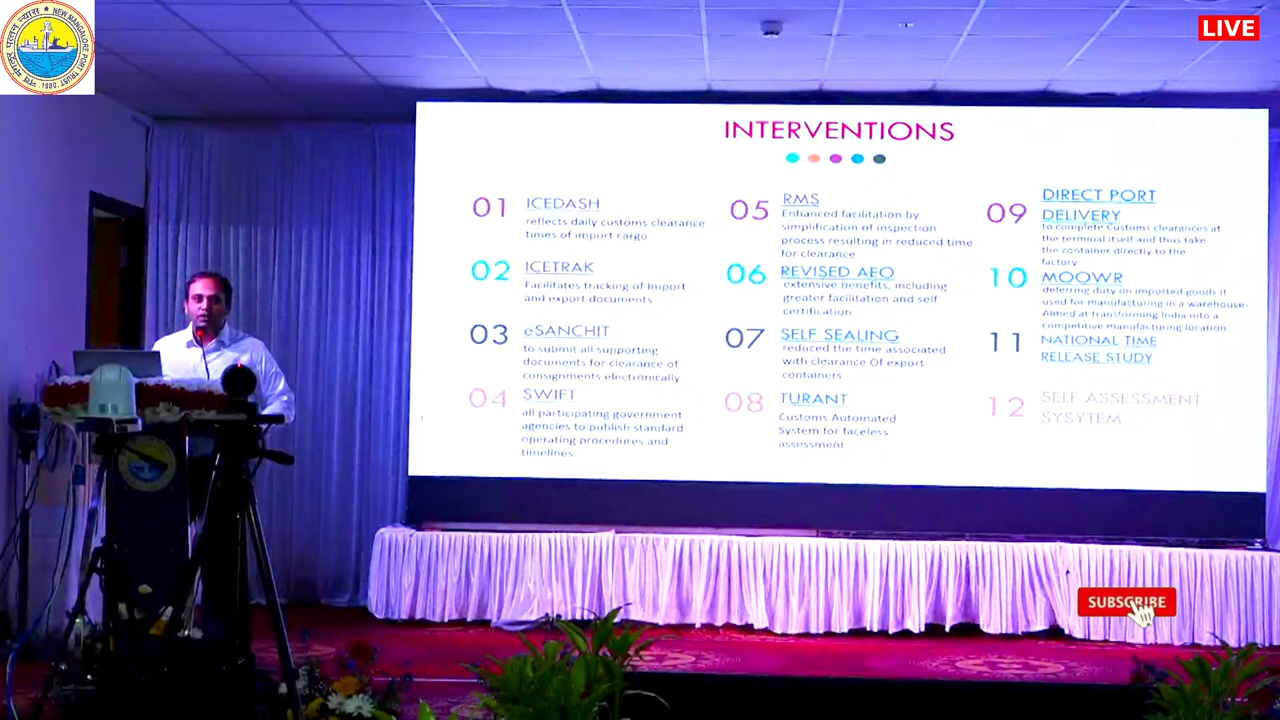 NEW MANGALORE PORT TRUST
1980
LIVE
INTERVENTIONS
01 ICEDASH
reflects daily customs clearance
times of import cargo
02 ICETRAK
Facilitates tracking of Import
and export documents
03 eSANCHIT
to submit all supporting
documents for clearance of
consignments electronically
04 SWIFT
all participating government
agencies to publish standard
operating procedures and
timelines
05 RMS
Enhanced facilitation by
simplification of inspection
process resulting in reduced time
for clearance
06 REVISED AEO
extensive benefits, including
greater facilitation and self
certification
07 SELF SEALING
reduced the time associated
with clearance Of export
containers
08 TURANT
Customs Automated
System for faceless
assessment
09 DIRECT PORT
DELIVERY
to complete Customs clearances at
the terminal itself and thus take
the container directly to the
factory
10 MOOWR
deferring duty on imported goods if
used for manufacturing in a warehouse-
Aimed at transforming India into a
competitive manufacturing location
11 NATIONAL TIME
RELEASE STUDY
12 SELF ASSESSMENT
SYSYTEM
SUBSCRIBE